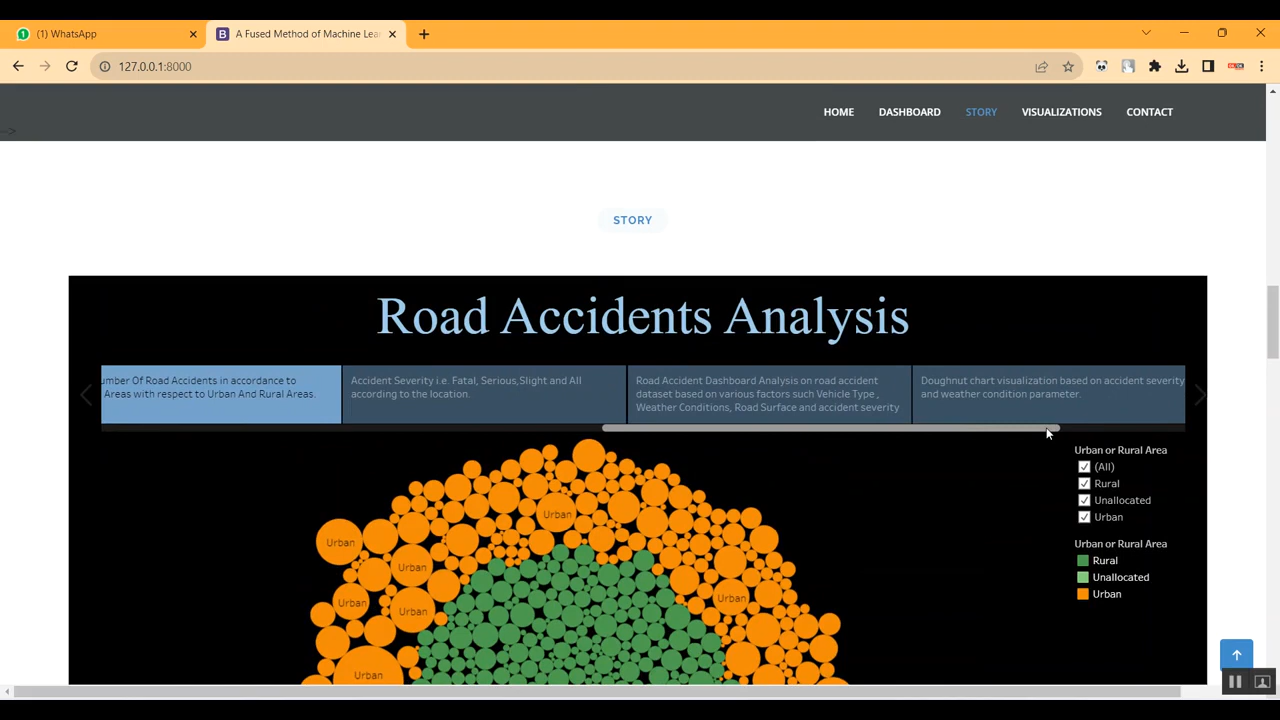 (1) WhatsApp
A Fused Method of Machine Lea
127.0.0.1:8000
HOME DASHBOARD STORY VISUALIZATIONS CONTACT
-->
STORY
Road Accidents Analysis
umber Of Road Accidents in accordance to
Areas with respect to Urban And Rural Areas.
Accident Severity i.e. Fatal, Serious,Slight and All
according to the location.
Road Accident Dashboard Analysis on road accident
dataset based on various factors such Vehicle Type ,
Weather Conditions, Road Surface and accident severity
Doughnut chart visualization based on accident severity
and weather condition parameter.
Urban or Rural Area
(All)
Rural
Unallocated
Urban
Urban or Rural Area
Rural
Unallocated
Urban
Urban
Urban
Urban
Urban
Urban
Urban
Urban